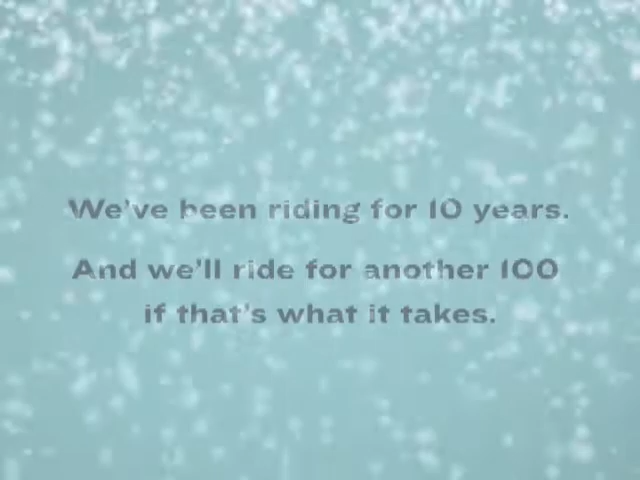 We've been riding for 10 years.
And we'll ride for another 100
if that's what it takes.